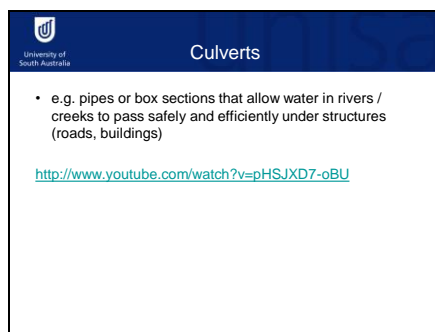 University of
South Australia
Culverts
• e.g. pipes or box sections that allow water in rivers /
creeks to pass safely and efficiently under structures
(roads, buildings)
http://www.youtube.com/watch?v=pHSJXD7-oBU